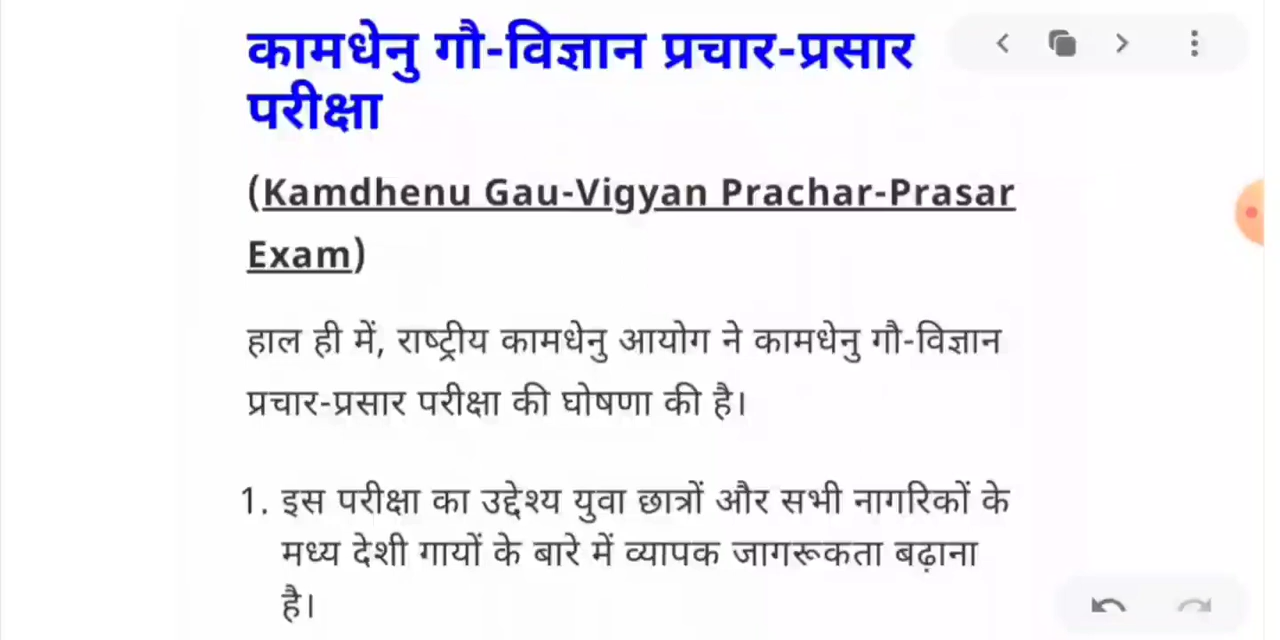 कामधेनु गौ-विज्ञान प्रचार-प्रसार
परीक्षा
(Kamdhenu Gau-Vigyan Prachar-Prasar
Exam)
हाल ही में, राष्ट्रीय कामधेनु आयोग ने कामधेनु गौ-विज्ञान
प्रचार-प्रसार परीक्षा की घोषणा की है।
1. इस परीक्षा का उद्देश्य युवा छात्रों और सभी नागरिकों के
मध्य देशी गायों के बारे में व्यापक जागरूकता बढ़ाना
है।